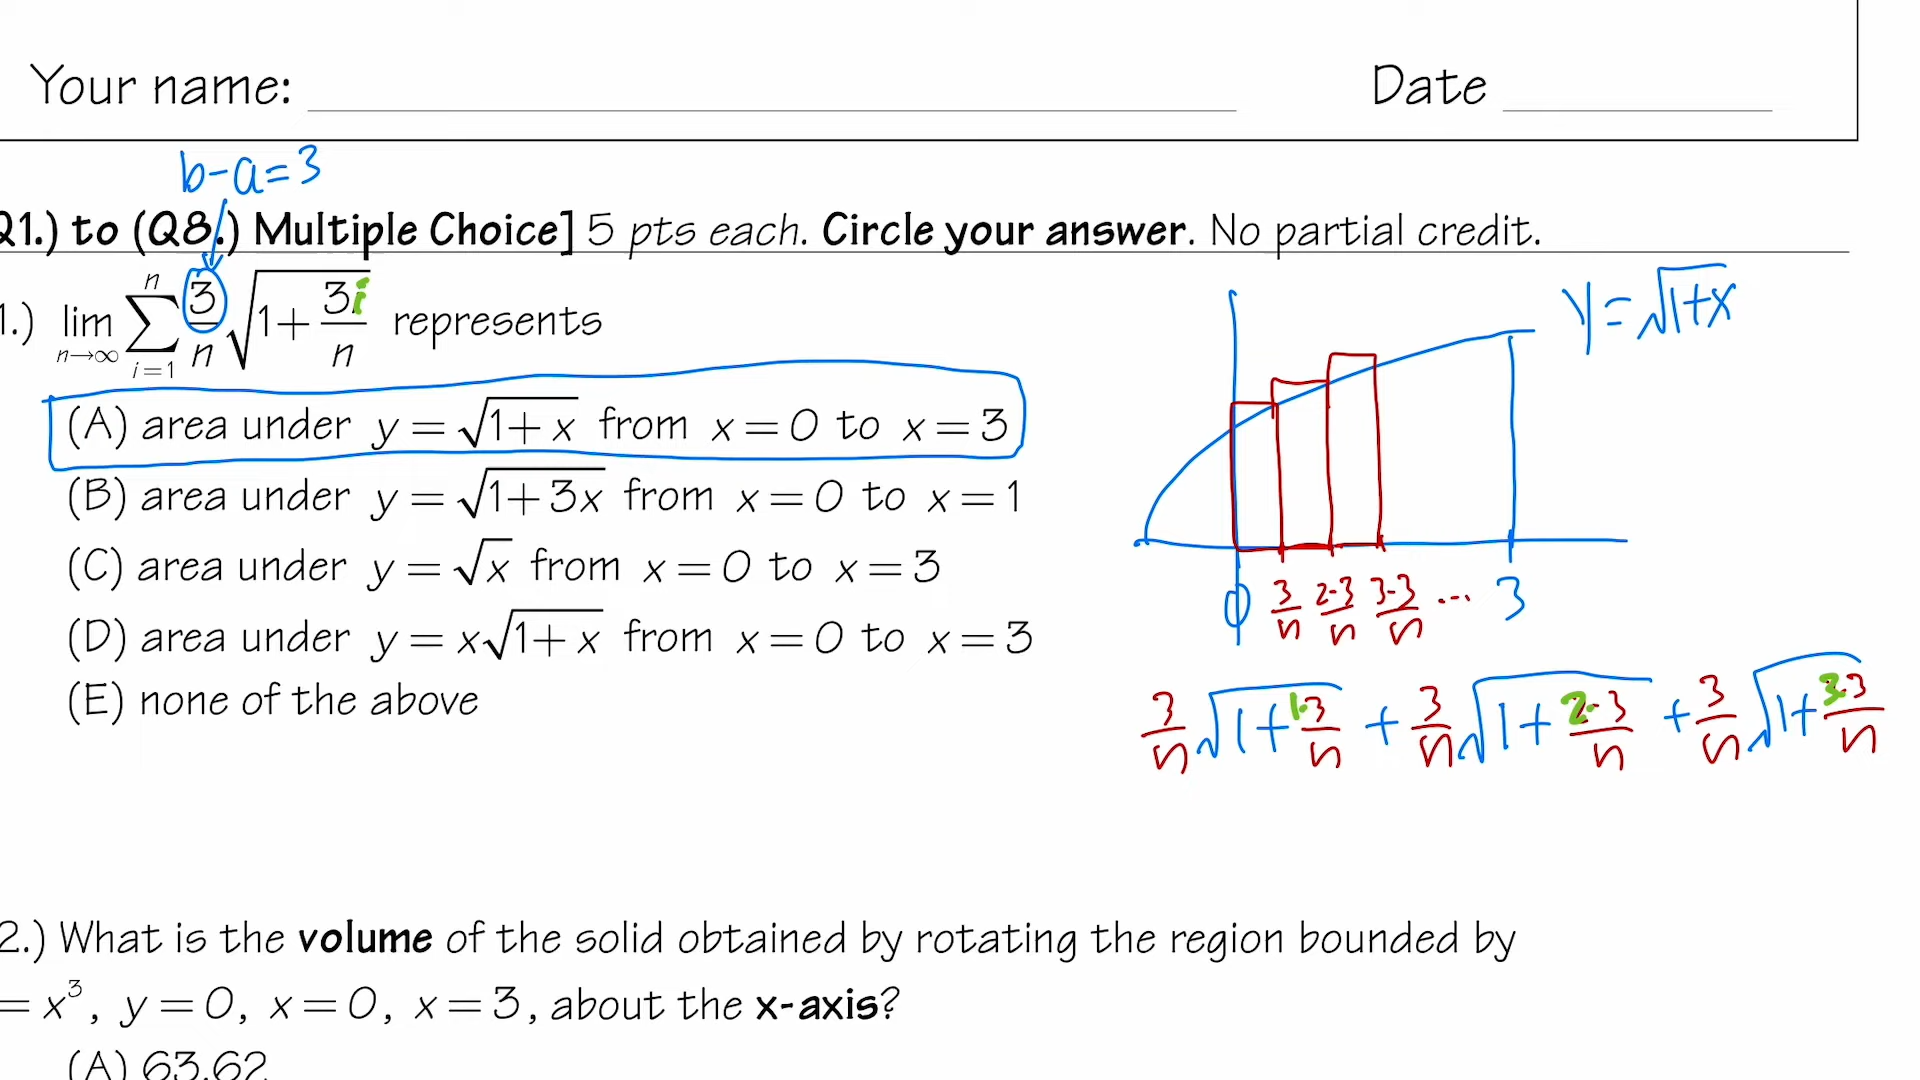 Your name: Date
b-a=3
Q1.) to (Q8.) Multiple Choice] 5 pts each. Circle your answer. No partial credit.
1.) lim n→∞ ∑ i=1 n 3/n √(1+3i/n) represents
(A) area under y=√(1+x) from x=0 to x=3
(B) area under y=√(1+3x) from x=0 to x=1
(C) area under y=√x from x=0 to x=3
(D) area under y=x√(1+x) from x=0 to x=3
(E) none of the above
y=√(1+x)
0 3/n 2·3/n 3·3/n ... 3
3/n √(1+1·3/n) + 3/n √(1+2·3/n) + 3/n √(1+3·3/n)
2.) What is the volume of the solid obtained by rotating the region bounded by
= x³, y=0, x=0, x=3, about the x-axis?
(A) 63.62